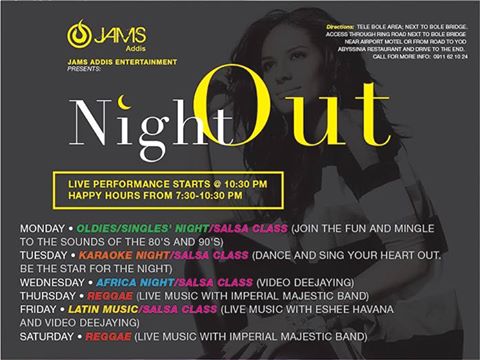 JAMS
Addis
JAMS ADDIS ENTERTAINMENT
PRESENTS:
Directions: TELE BOLE AREA; NEXT TO BOLE BRIDGE.
ACCESS THROUGH RING ROAD NEXT TO BOLE BRIDGE
NEAR AIRPORT MOTEL OR FROM ROAD TO YOD
ABYSSINIA RESTAURANT AND DRIVE TO THE END.
CALL FOR MORE INFO: 0911 62 10 24
Night Out
LIVE PERFORMANCE STARTS @ 10:30 PM
HAPPY HOURS FROM 7:30-10:30 PM
MONDAY • OLDIES/SINGLES' NIGHT/SALSA CLASS (JOIN THE FUN AND MINGLE
TO THE SOUNDS OF THE 80'S AND 90'S)
TUESDAY • KARAOKE NIGHT/SALSA CLASS (DANCE AND SING YOUR HEART OUT.
BE THE STAR FOR THE NIGHT)
WEDNESDAY • AFRICA NIGHT/SALSA CLASS (VIDEO DEEJAYING)
THURSDAY • REGGAE (LIVE MUSIC WITH IMPERIAL MAJESTIC BAND)
FRIDAY • LATIN MUSIC/SALSA CLASS (LIVE MUSIC WITH ESHEE HAVANA
AND VIDEO DEEJAYING)
SATURDAY • REGGAE (LIVE MUSIC WITH IMPERIAL MAJESTIC BAND)